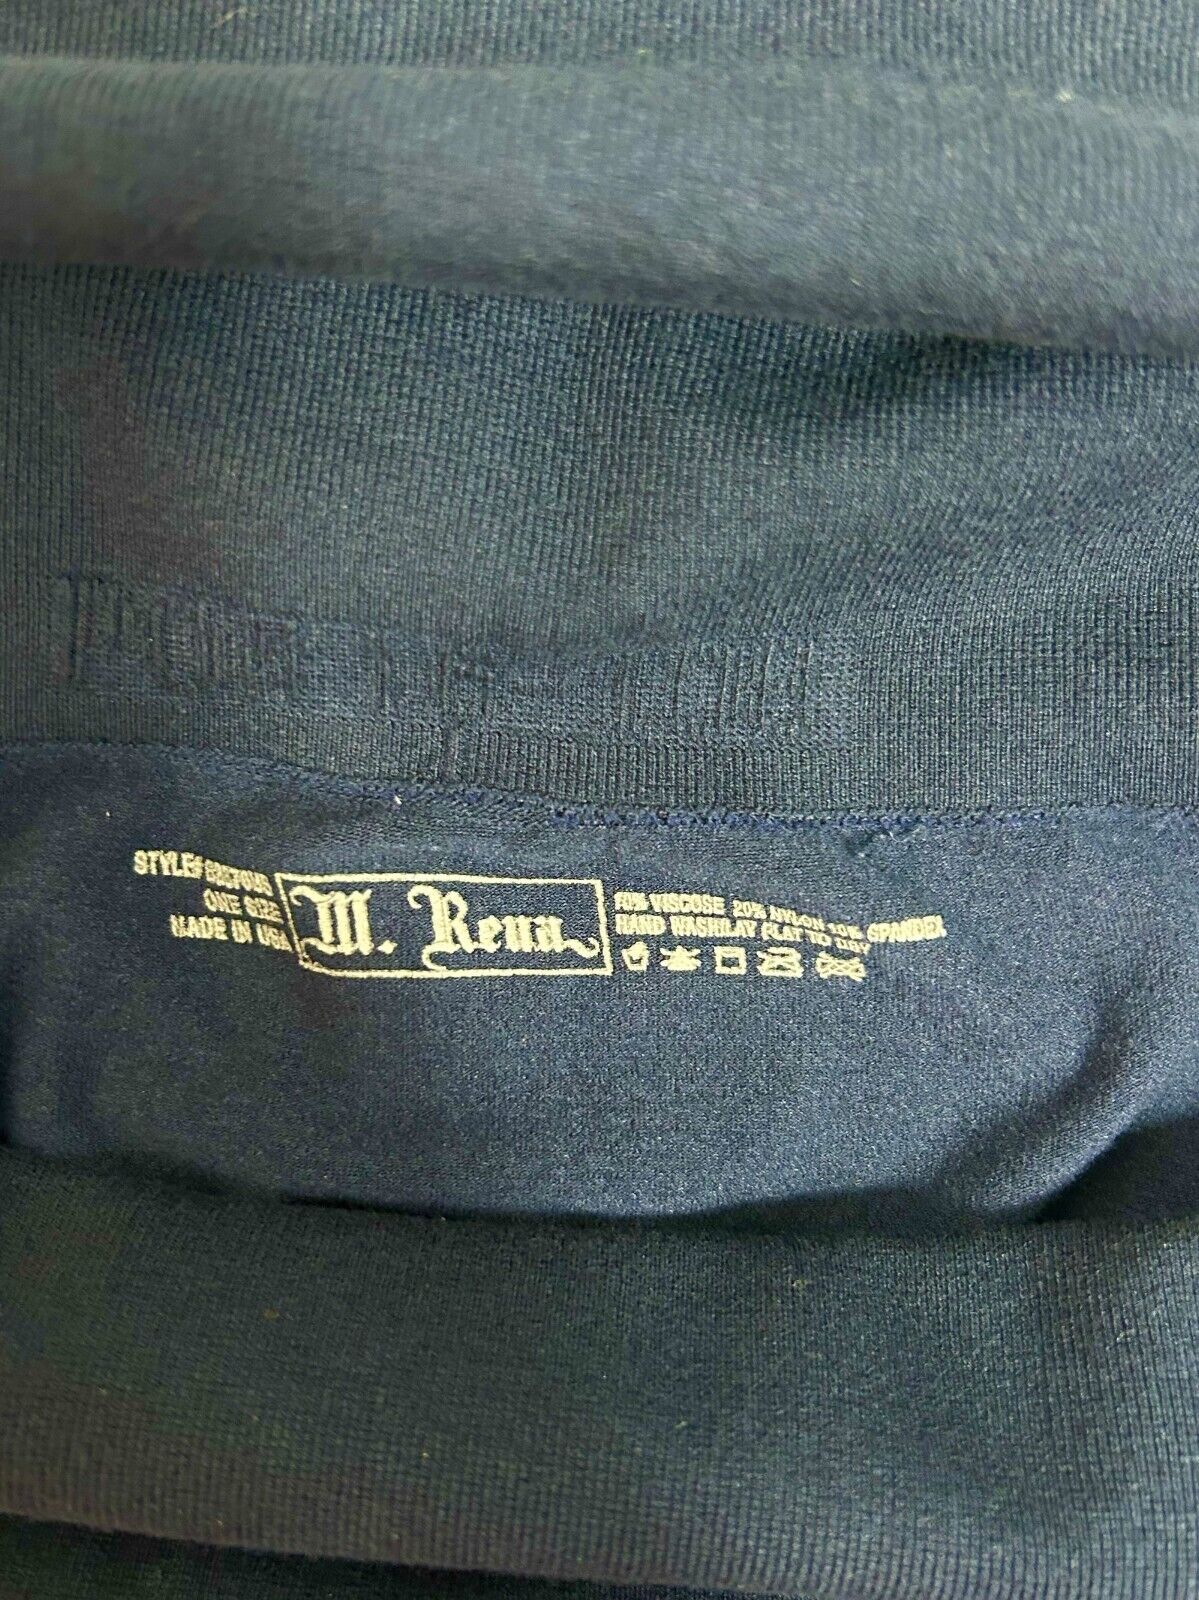 STYLE#
ONE SIZE
MADE IN USA
M. Rena
70% VISCOSE 20% NYLON 10% SPANDEX
HAND WASH/LAY FLAT TO DRY